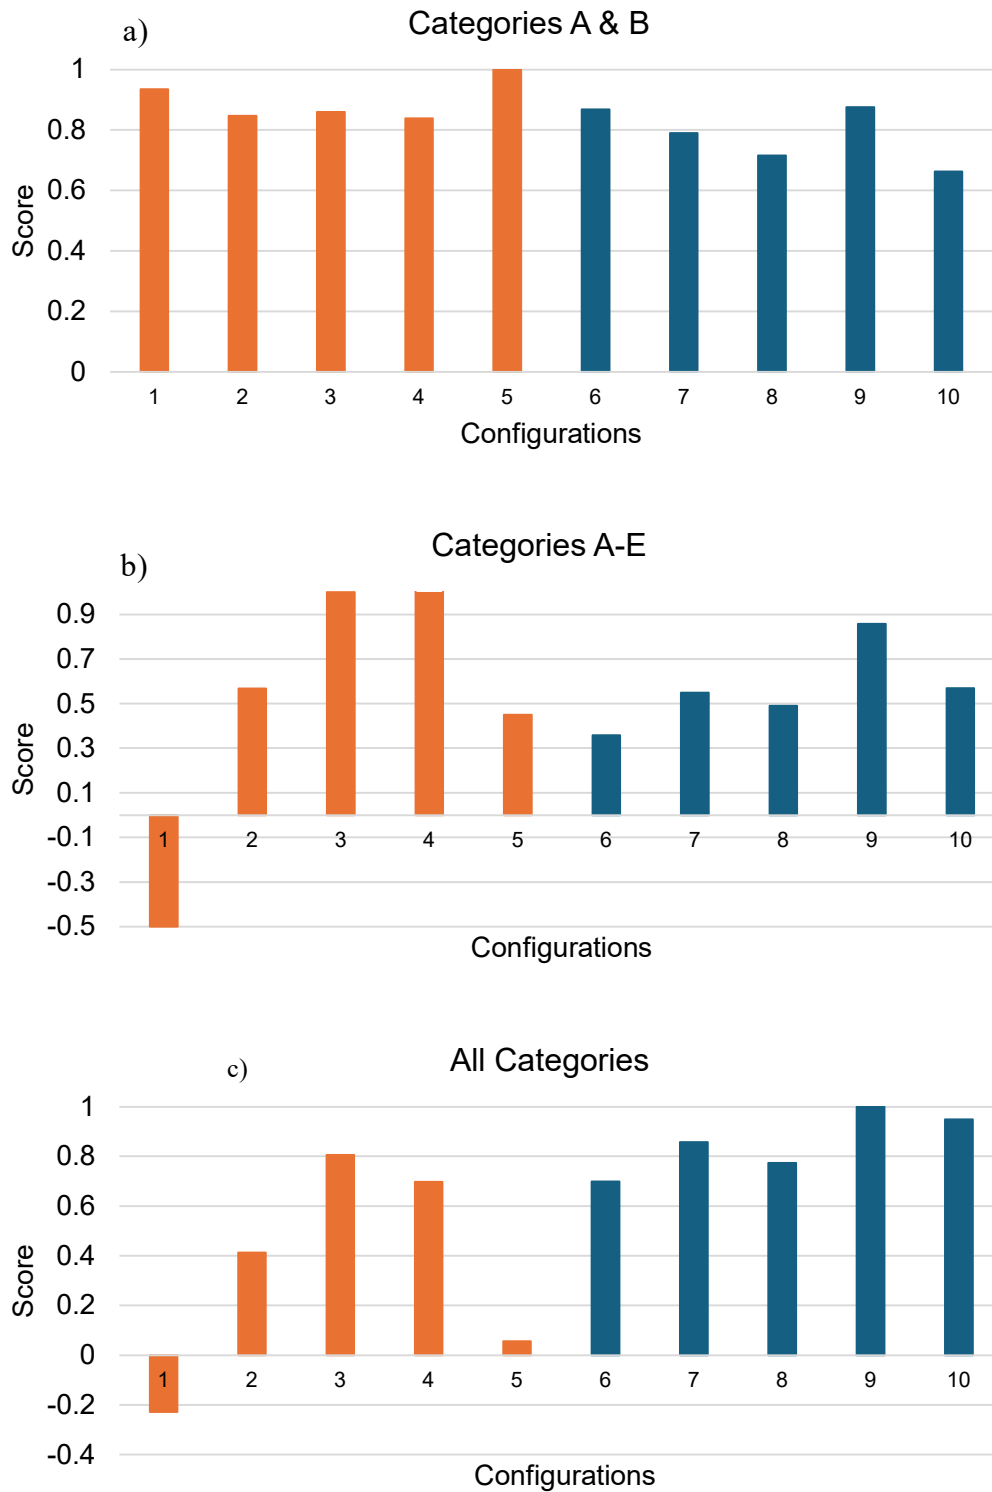 a)
Categories A & B
1
0.8
0.6
0.4
0.2
0
Score
1 2 3 4 5 6 7 8 9 10
Configurations
b)
Categories A-E
0.9
0.7
0.5
0.3
0.1
-0.1
-0.3
-0.5
Score
1 2 3 4 5 6 7 8 9 10
Configurations
c)
All Categories
1
0.8
0.6
0.4
0.2
0
-0.2
-0.4
Score
1 2 3 4 5 6 7 8 9 10
Configurations